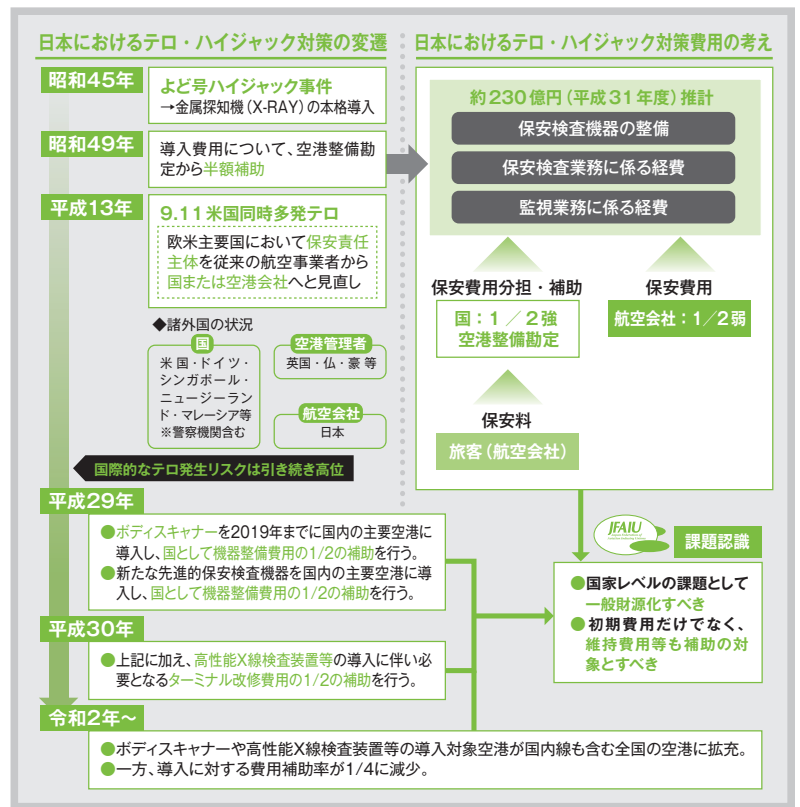 日本におけるテロ・ハイジャック対策の変遷
昭和45年
よど号ハイジャック事件
→金属探知機(X-RAY)の本格導入
昭和49年
導入費用について、空港整備勘
定から半額補助
平成13年
9.11米国同時多発テロ
欧米主要国において保安責任
主体を従来の航空事業者から
国または空港会社へと見直し
◆諸外国の状況
国
米国・ドイツ・
シンガポール・
ニュージーラン
ド・マレーシア等
※警察機関含む
空港管理者
英国・仏・豪 等
航空会社
日本
国際的なテロ発生リスクは引き続き高位
日本におけるテロ・ハイジャック対策費用の考え
約230億円(平成31年度)推計
保安検査機器の整備
保安検査業務に係る経費
監視業務に係る経費
保安費用分担・補助
国:1/2強
空港整備勘定
保安費用
航空会社:1/2弱
保安料
旅客(航空会社)
平成29年
●ボディスキャナーを2019年までに国内の主要空港に
導入し、国として機器整備費用の1/2の補助を行う。
●新たな先進的保安検査機器を国内の主要空港に導
入し、国として機器整備費用の1/2の補助を行う。
平成30年
●上記に加え、高性能X線検査装置等の導入に伴い必
要となるターミナル改修費用の1/2の補助を行う。
令和2年~
●ボディスキャナーや高性能X線検査装置等の導入対象空港が国内線も含む全国の空港に拡充。
●一方、導入に対する費用補助率が1/4に減少。
JFAIU
課題認識
●国家レベルの課題として
一般財源化すべき
●初期費用だけでなく、
維持費用等も補助の対
象とすべき